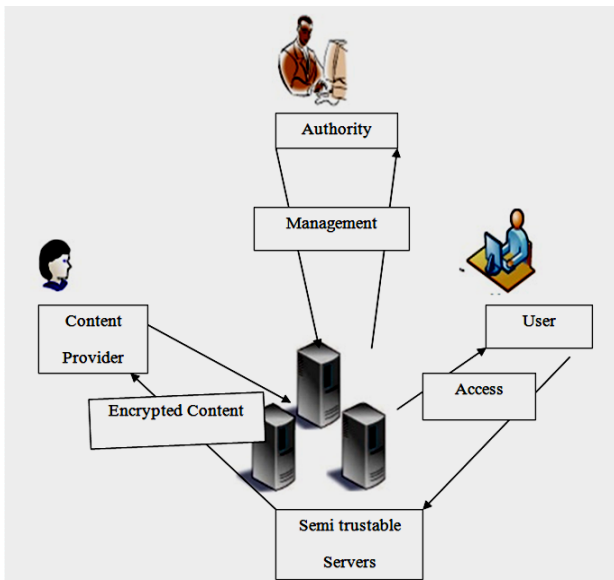 Authority
Management
Content
Provider
User
Access
Encrypted Content
Semi trustable
Servers